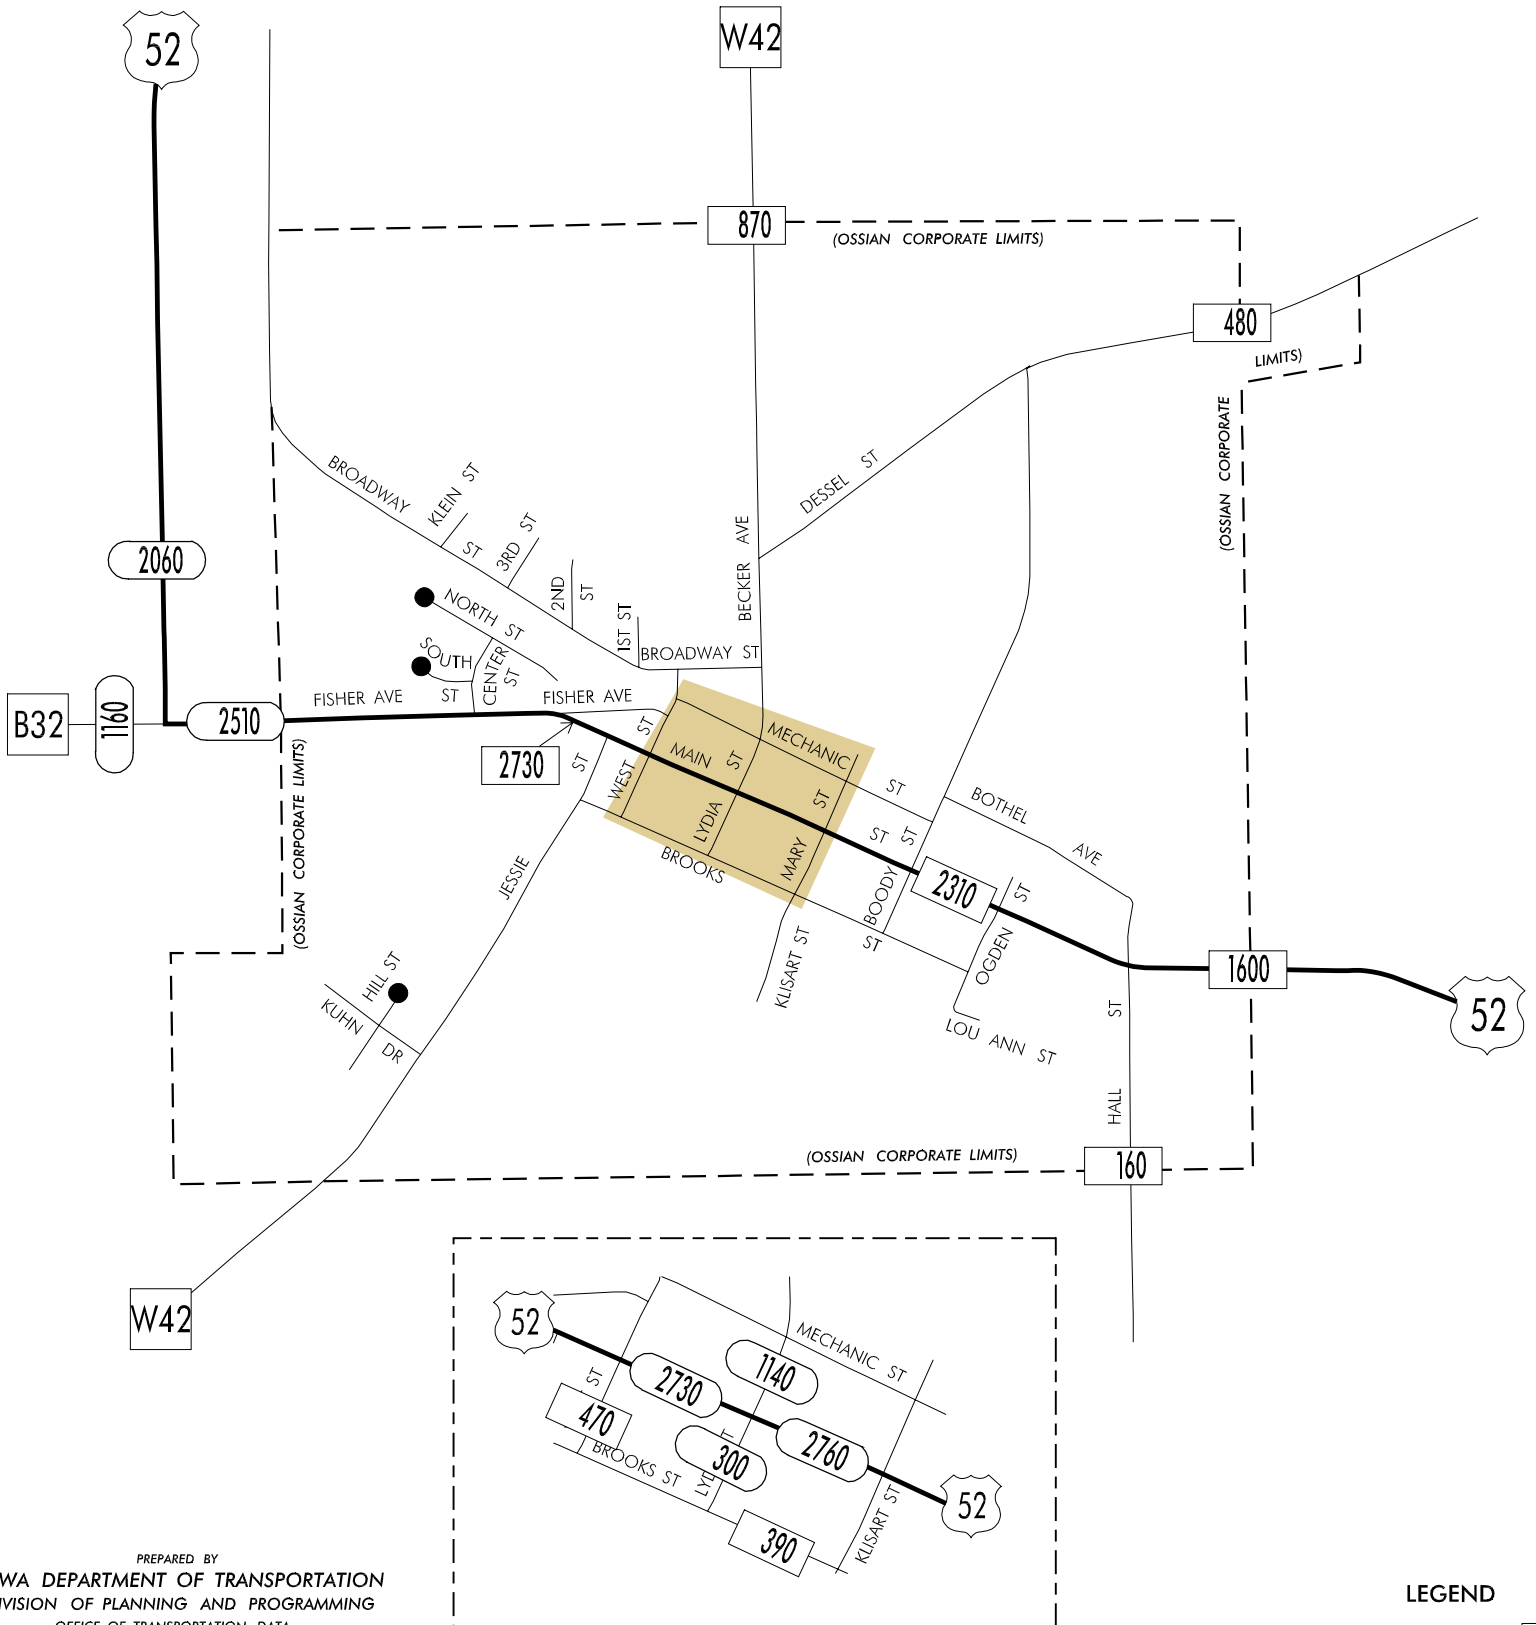 52
W42
870
(OSSIAN CORPORATE LIMITS)
480
LIMITS)
(OSSIAN CORPORATE
BROADWAY ST
KLEIN ST
3RD ST
2ND ST
1ST ST
DESSEL ST
BECKER AVE
2060
NORTH ST
SOUTH ST
CENTER ST
BROADWAY ST
B32
1160
2510
FISHER AVE
FISHER AVE
2730
(OSSIAN CORPORATE LIMITS)
WEST ST
MAIN ST
MECHANIC ST
LYDIA ST
MARY ST
BROOKS ST
JESSIE ST
BOODY ST
BOTHEL AVE
2310
OGDEN ST
KLISART ST
LOU ANN ST
HILL ST
KUHN DR
1600
52
HALL ST
(OSSIAN CORPORATE LIMITS)
160
W42
52
MECHANIC ST
1140
2730
ST
470
2760
300
BROOKS ST
LYD
390
KLISART ST
52
PREPARED BY
WA DEPARTMENT OF TRANSPORTATION
VISION OF PLANNING AND PROGRAMMING
OFFICE OF TRANSPORTATION DATA
LEGEND